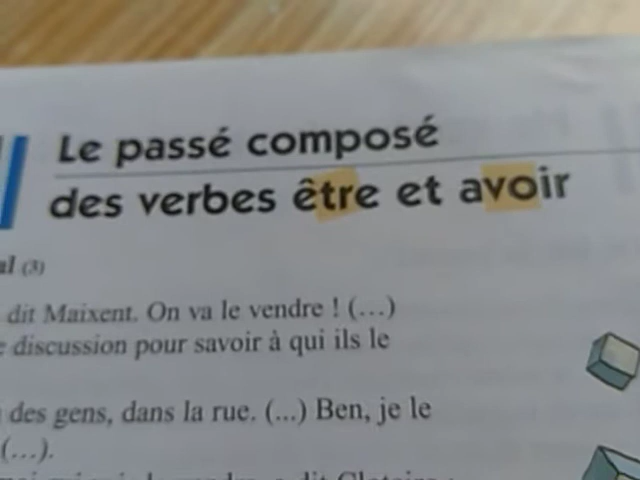 Le passé composé
des verbes être et avoir
(3)
dit Maixent. On va le vendre ! (...)
discussion pour savoir à qui ils le
des gens, dans la rue. (...) Ben, je le
(...).